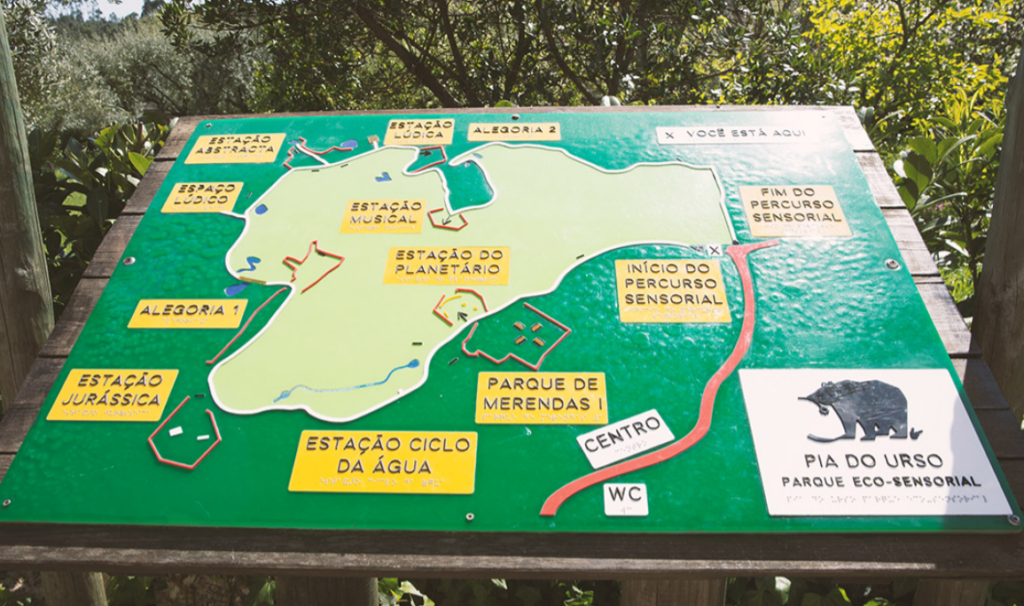 ESTAÇÃO
ABSTRACTA
ESTAÇÃO
LÚDICA
ALEGORIA 2
X VOCÊ ESTÁ AQUI
ESPAÇO
LÚDICO
ESTAÇÃO
MUSICAL
FIM DO
PERCURSO
SENSORIAL
X
ESTAÇÃO DO
PLANETÁRIO
INÍCIO DO
PERCURSO
SENSORIAL
ALEGORIA 1
ESTAÇÃO
JURÁSSICA
PARQUE DE
MERENDAS I
CENTRO
ESTAÇÃO CICLO
DA ÁGUA
WC
PIA DO URSO
PARQUE ECO-SENSORIAL